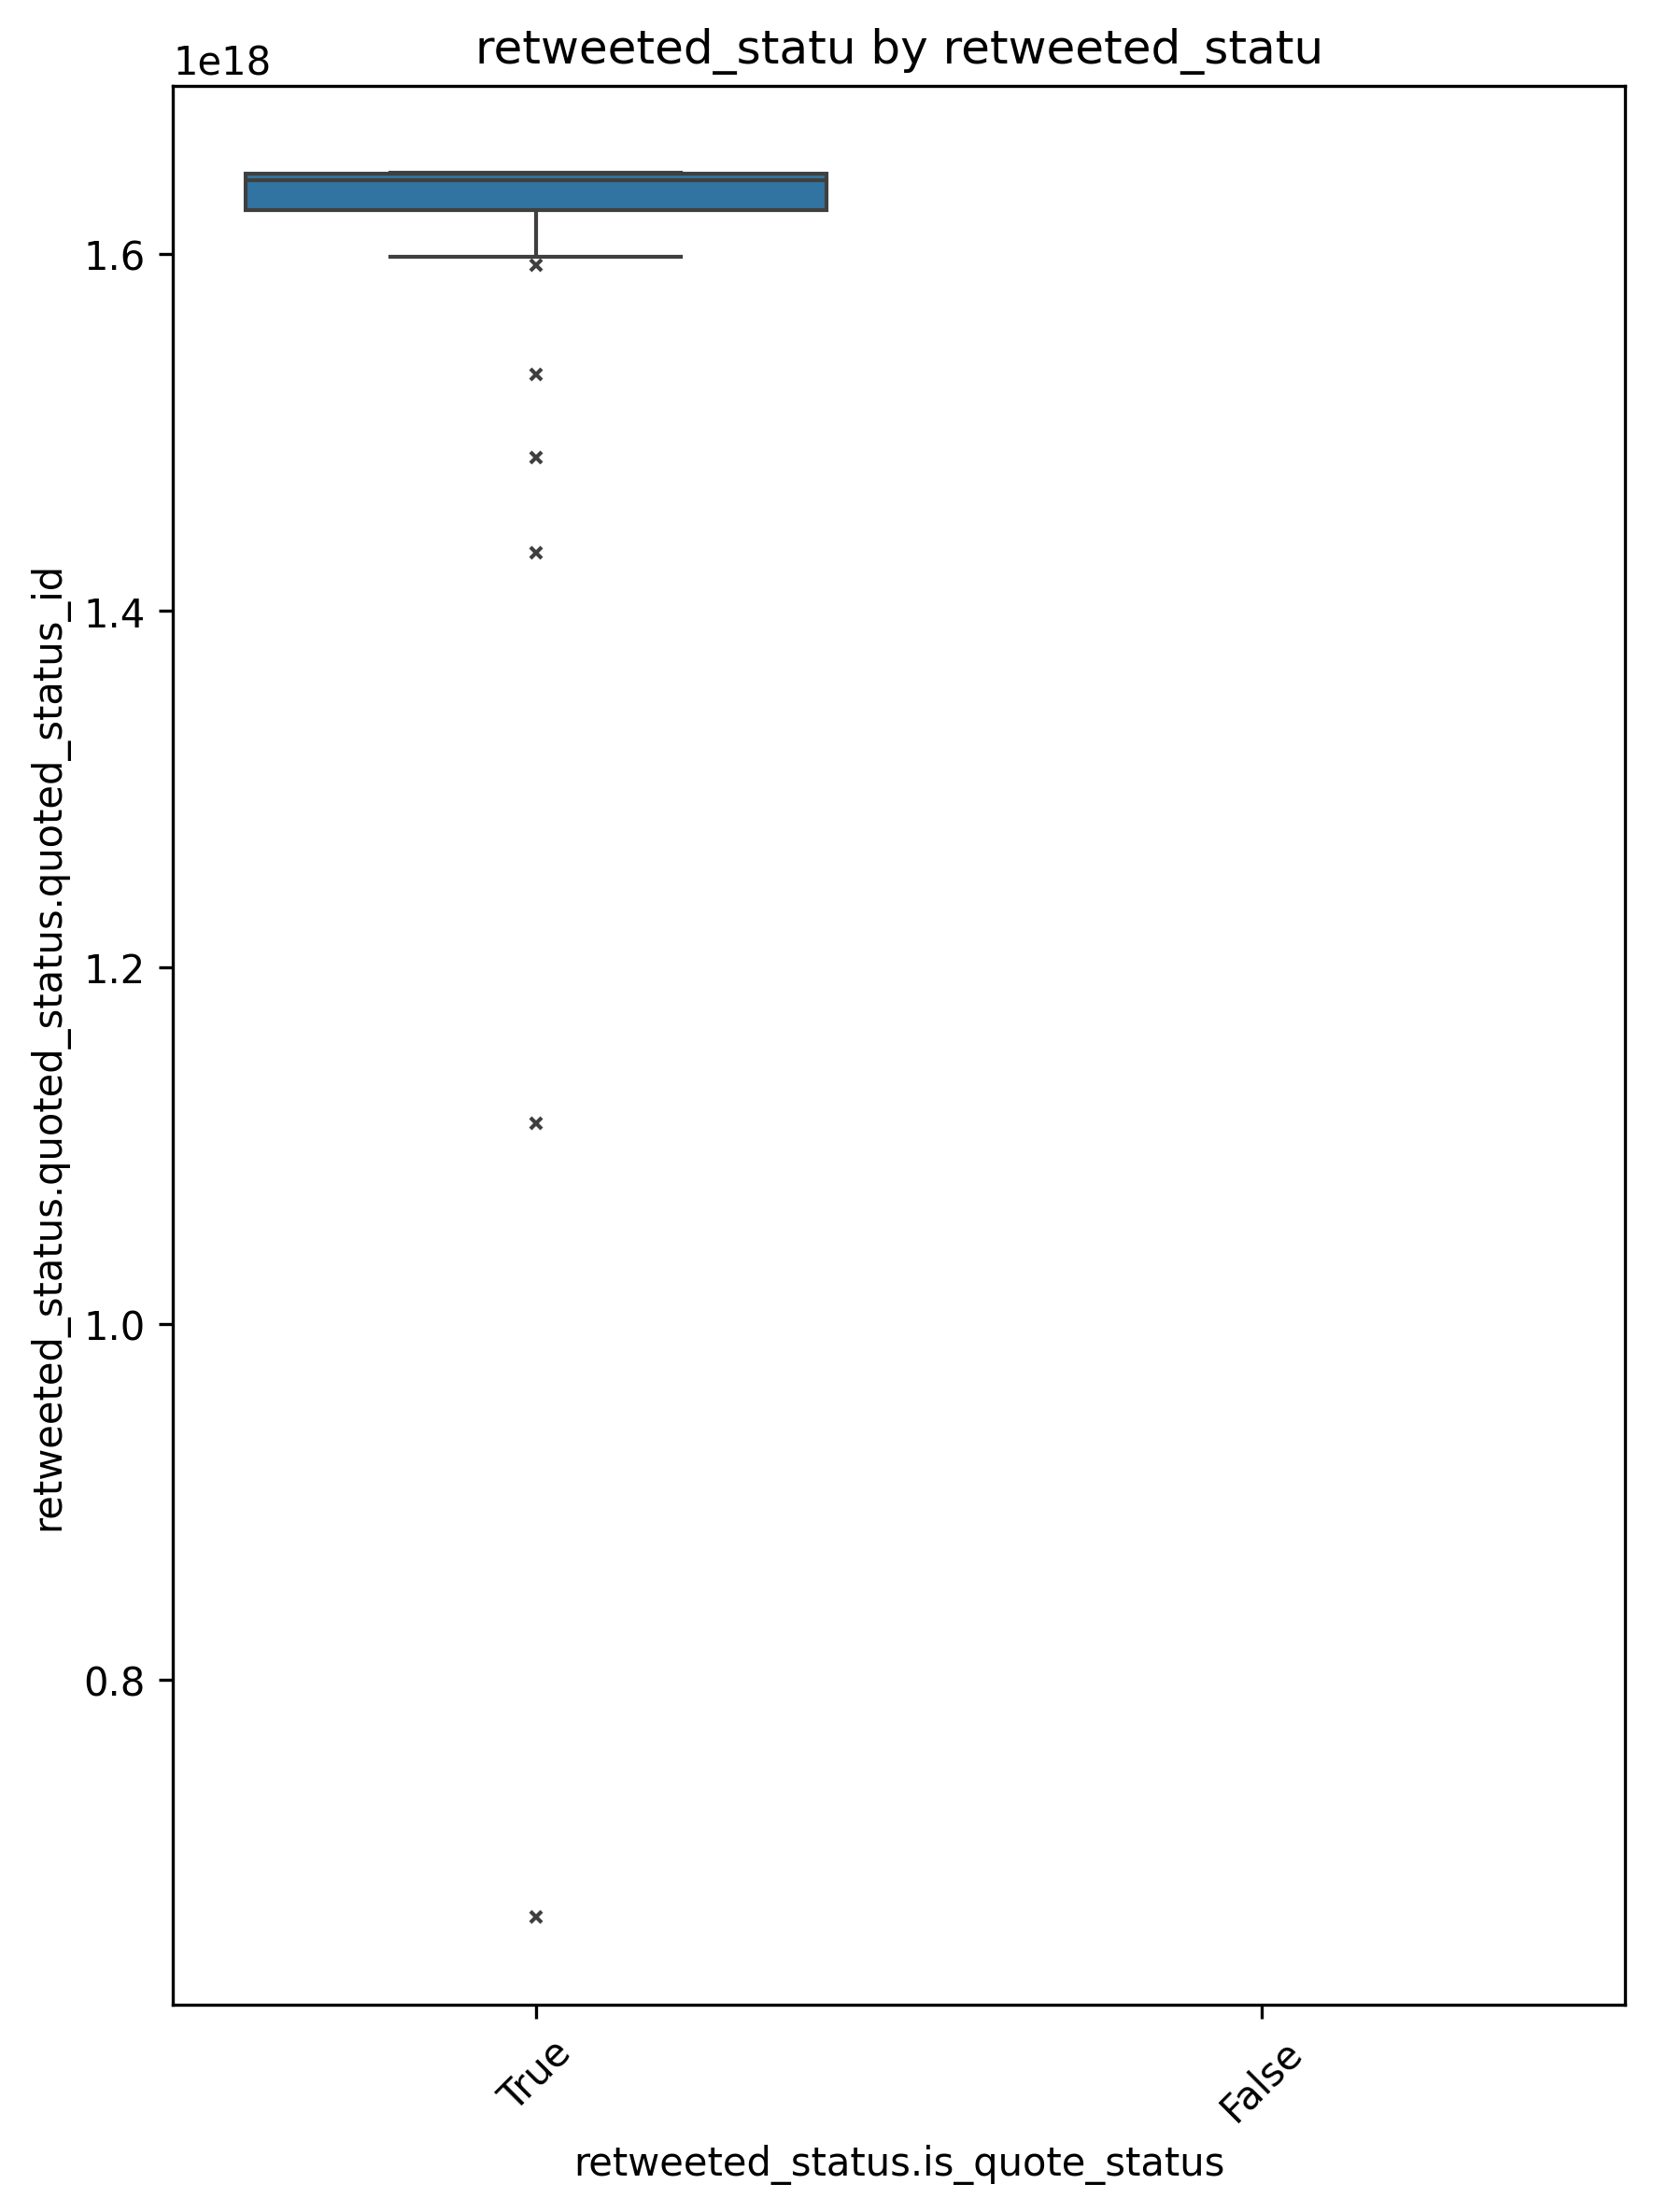 retweeted_statu by retweeted_statu
1e18
1.6
1.4
1.2
1.0
0.8
retweeted_status.quoted_status.quoted_status_id
True
False
retweeted_status.is_quote_status